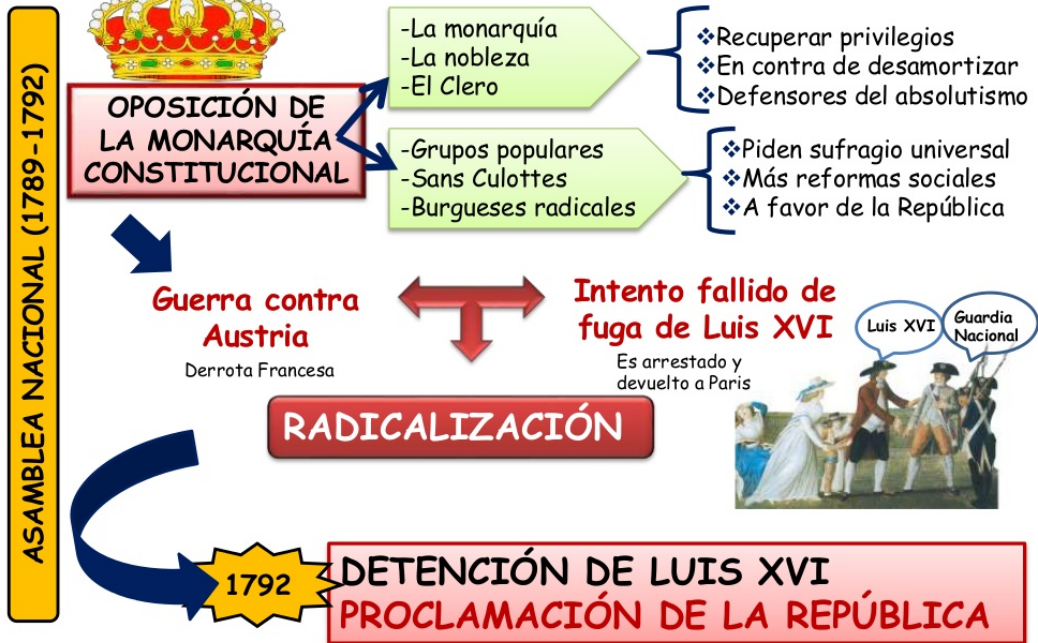 ASAMBLEA NACIONAL (1789-1792)
OPOSICIÓN DE
LA MONARQUÍA
CONSTITUCIONAL
-La monarquía
-La nobleza
-El Clero
❖Recuperar privilegios
❖En contra de desamortizar
❖Defensores del absolutismo
-Grupos populares
-Sans Culottes
-Burgueses radicales
❖Piden sufragio universal
❖Más reformas sociales
❖A favor de la República
Guerra contra
Austria
Derrota Francesa
Intento fallido de
fuga de Luis XVI
Es arrestado y
devuelto a Paris
Luis XVI
Guardia
Nacional
RADICALIZACIÓN
1792
DETENCIÓN DE LUIS XVI
PROCLAMACIÓN DE LA REPÚBLICA